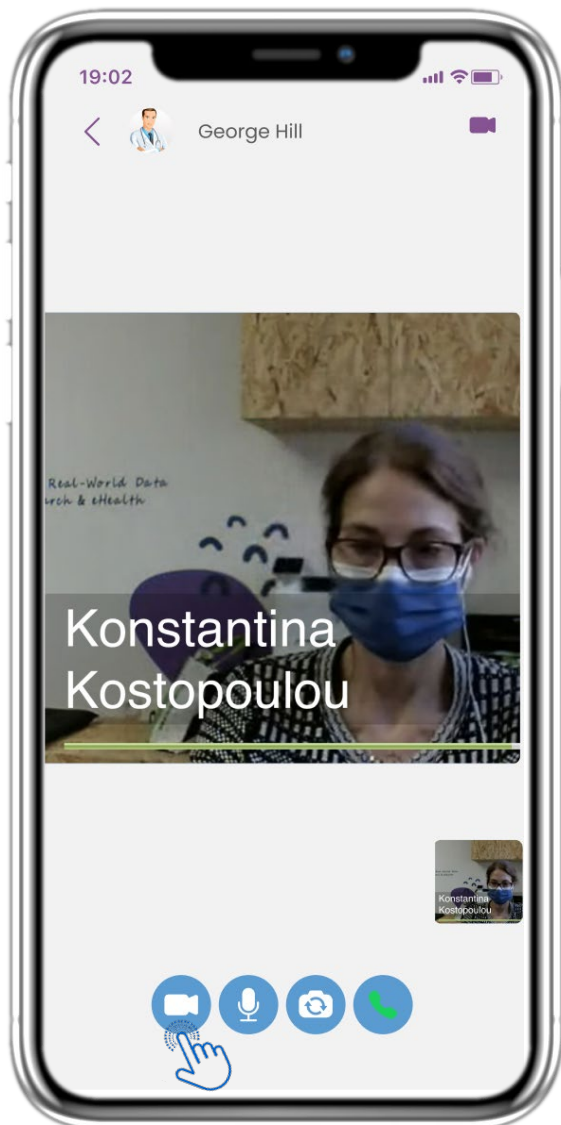 19:02
George Hill
Real-World Data
rch & eHealth
Konstantina
Kostopoulou
Konstantina
Kostopoulou